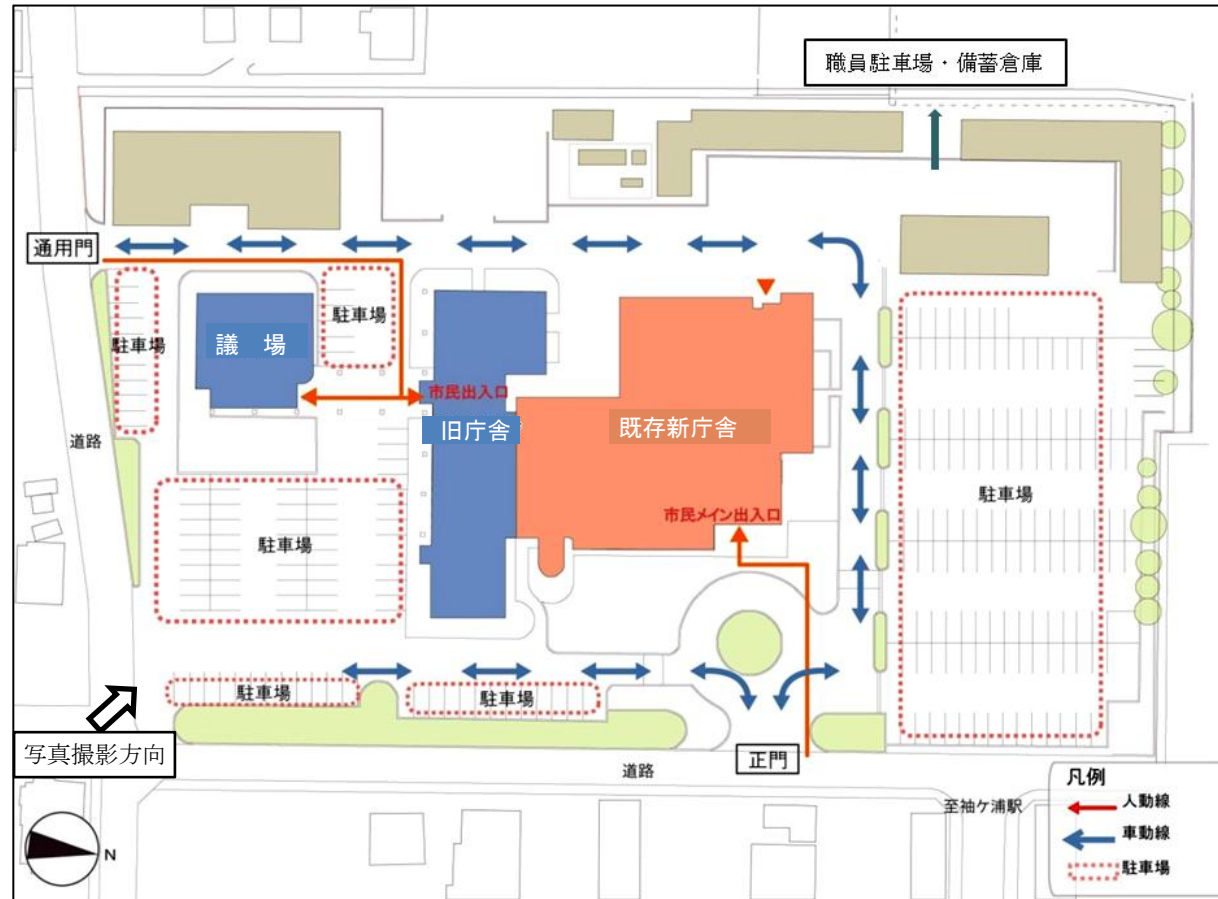 職員駐車場・備蓄倉庫
通用門
駐車場
駐車場
議 場
市民出入口
旧庁舎
既存新庁舎
道路
駐車場
市民メイン出入口
駐車場
駐車場
駐車場
写真撮影方向
正門
道路
至袖ケ浦駅
凡例
人動線
車動線
駐車場
N